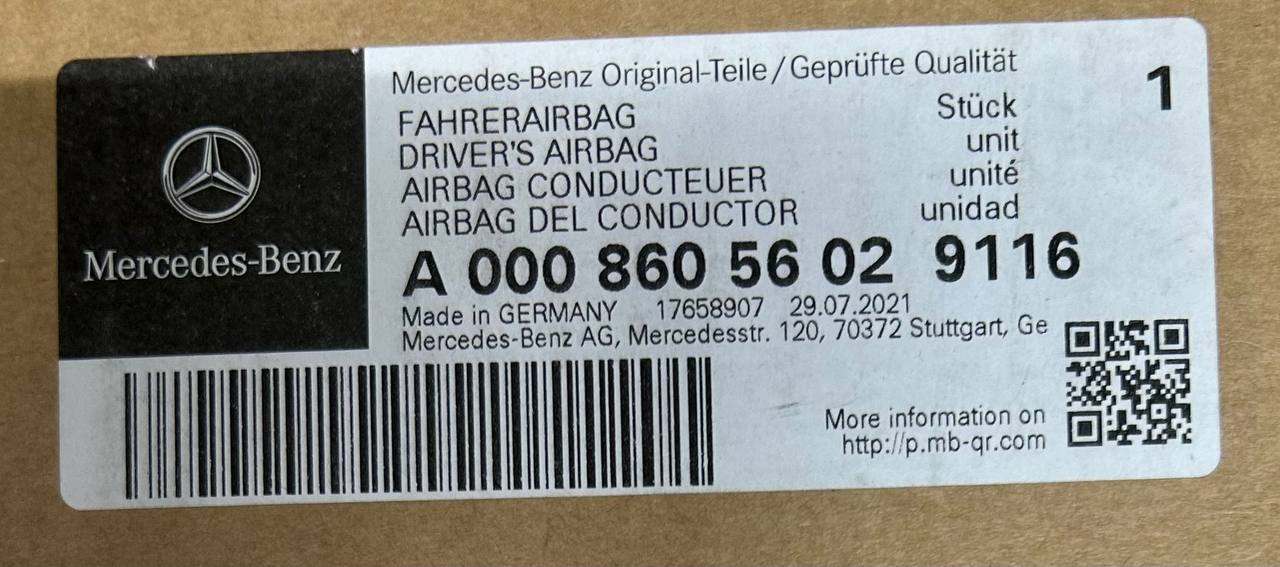 Mercedes-Benz
Mercedes-Benz Original-Teile/Geprüfte Qualität
1
FAHRERAIRBAG Stück
DRIVER'S AIRBAG unit
AIRBAG CONDUCTEUER unité
AIRBAG DEL CONDUCTOR unidad
A 000 860 56 02 9116
Made in GERMANY 17658907 29.07.2021
Mercedes-Benz AG, Mercedesstr. 120, 70372 Stuttgart, Ge
More information on
http://p.mb-qr.com